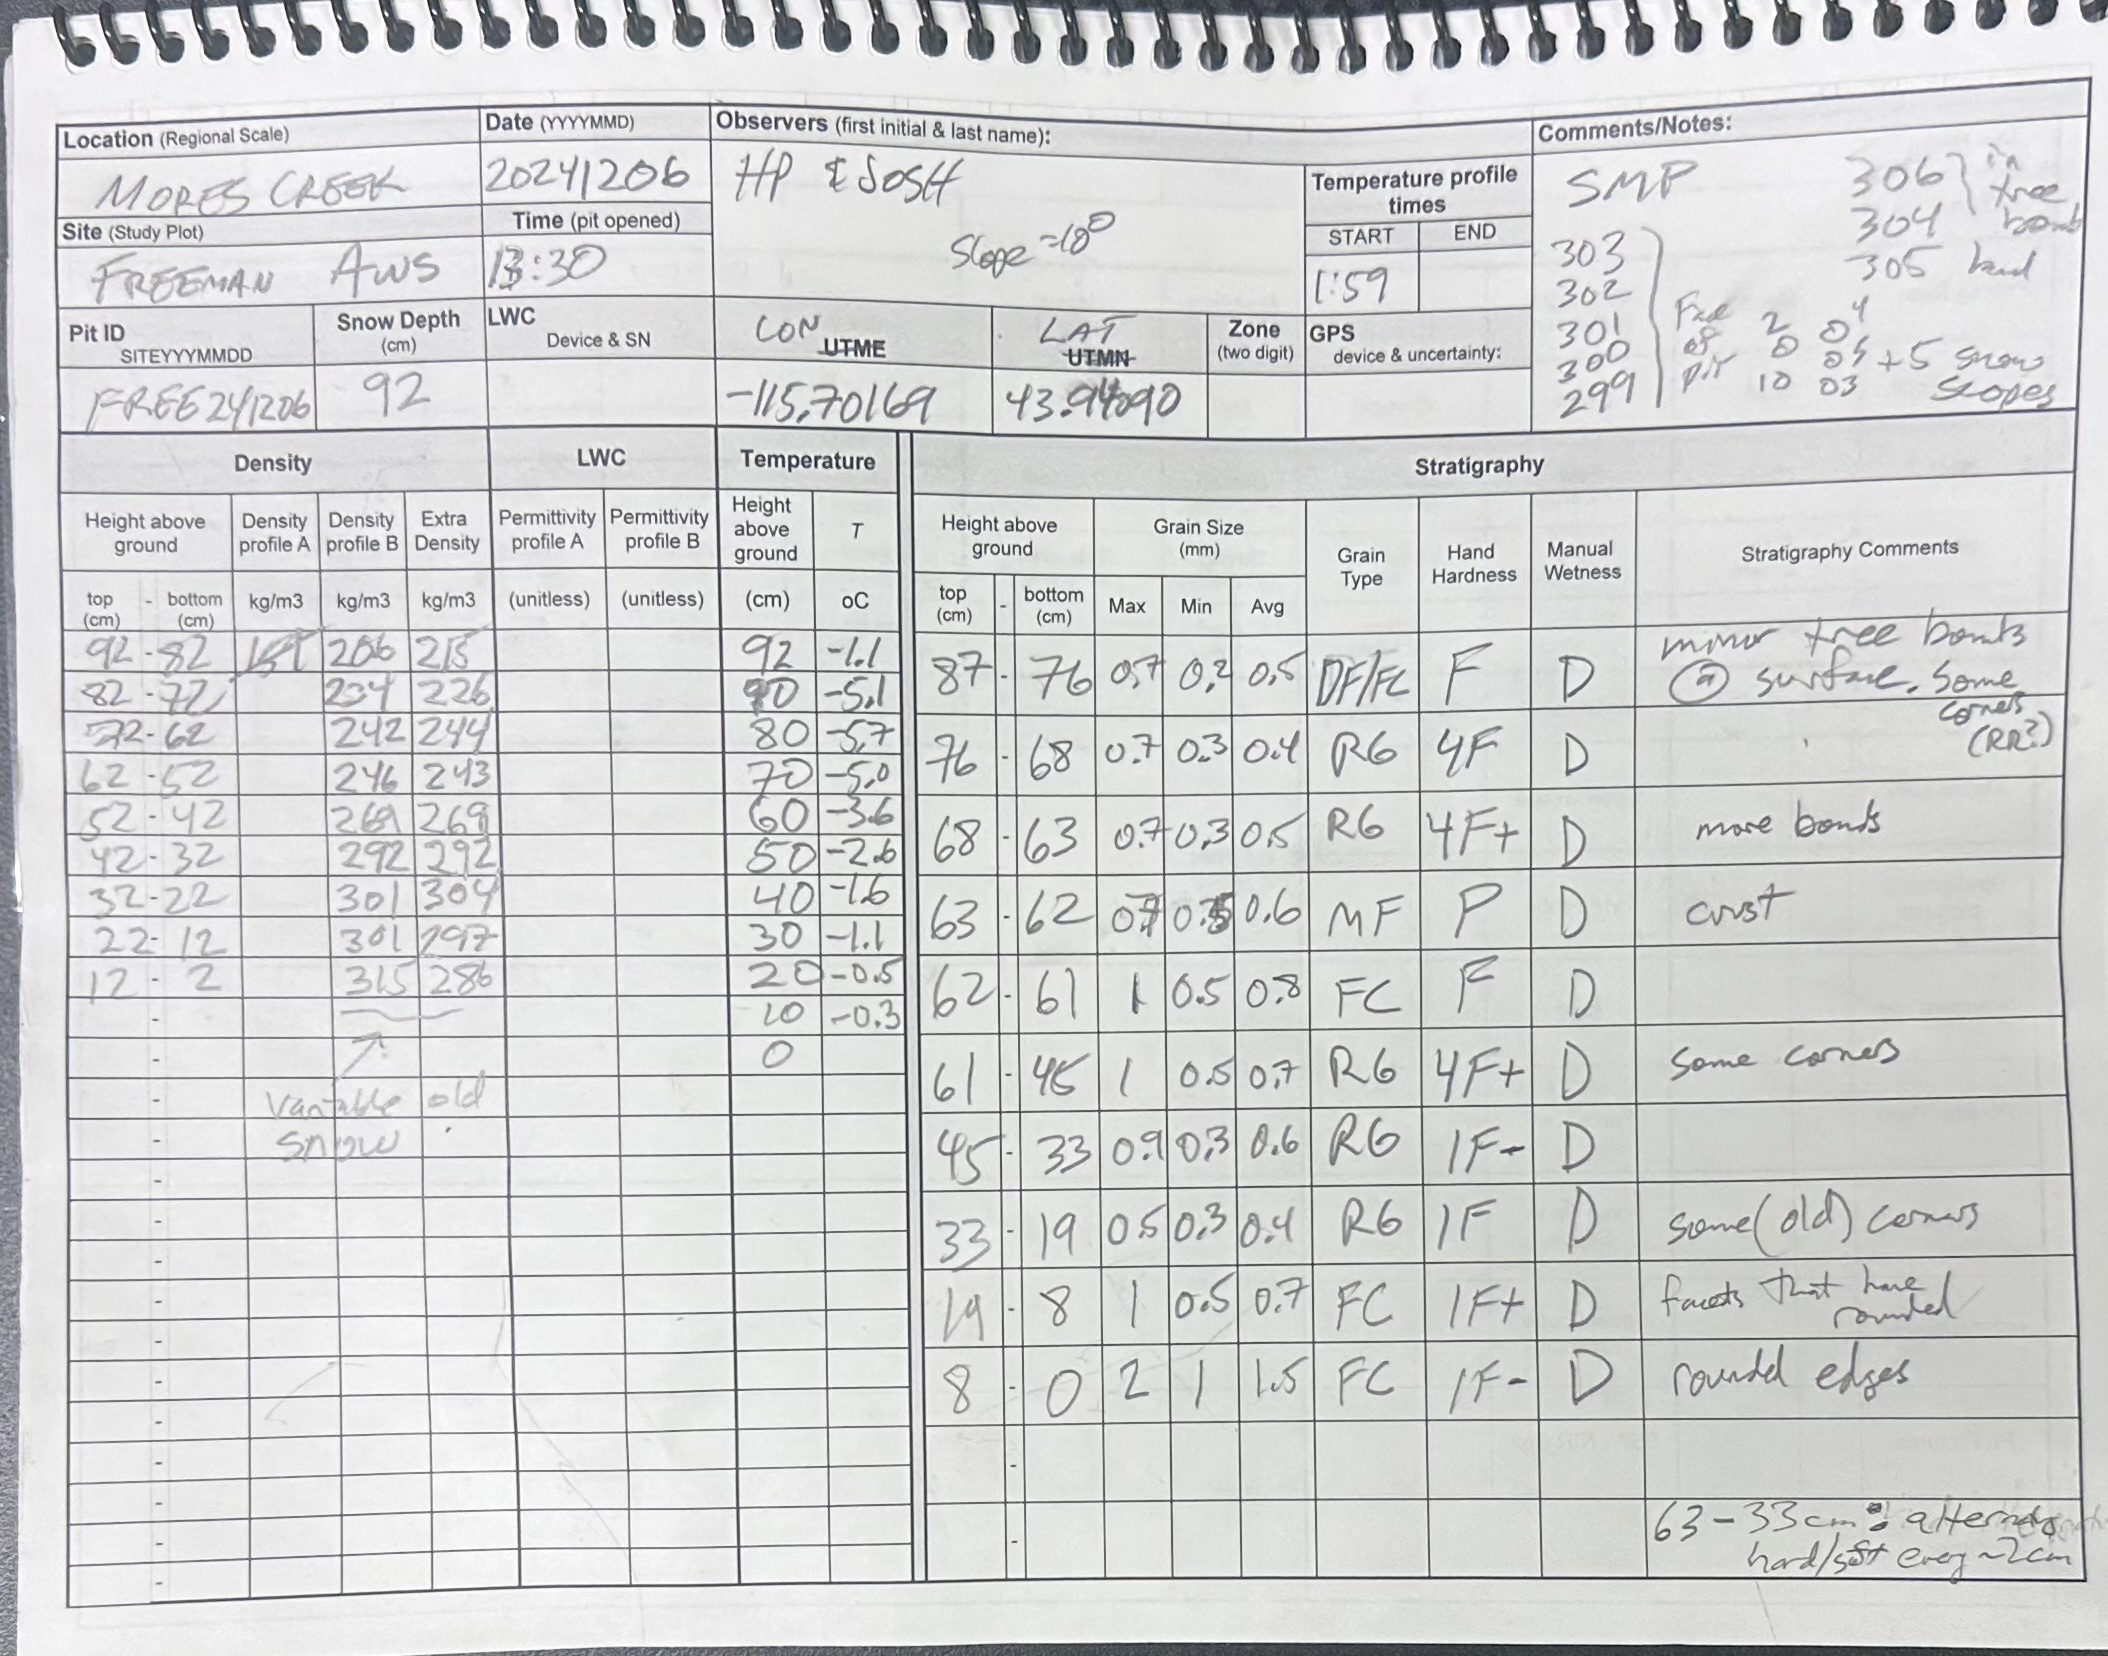 Location (Regional Scale) Date (YYYYMMD) Observers (first initial & last name): Comments/Notes:
MORES CREEK 20241206 HP & JOSH Temperature profile times SMP 306 } in tree
Site (Study Plot) Time (pit opened) START END 304 bomb
FREEMAN AWS 13:30 Slope =18° 1:59 303 305 hard
302
Pit ID SITEYYYMMDD Snow Depth (cm) LWC Device & SN LON UTME LAT UTMN Zone (two digit) GPS device & uncertainty: 301 Face 2 04
300 of 0 +5 snow
FREE241206 92 -115.70169 43.94090 299 pit 10 03 scopes
Density LWC Temperature Stratigraphy
Height above ground Density profile A Density profile B Extra Density Permittivity profile A Permittivity profile B Height above ground T Height above ground Grain Size (mm) Grain Type Hand Hardness Manual Wetness Stratigraphy Comments
top (cm) - bottom (cm) kg/m3 kg/m3 kg/m3 (unitless) (unitless) (cm) oC top (cm) - bottom (cm) Max Min Avg
92 - 82 206 215 92 -1.1
82 - 72 234 226 90 -5.1
72 - 62 242 244 80 -5.7
62 - 52 246 243 70 -5.0
52 - 42 269 269 60 -3.6
42 - 32 292 292 50 -2.6
32 - 22 301 304 40 -1.6
22 - 12 301 297 30 -1.1
12 - 2 315 286 20 -0.5
- 10 -0.3
- 0
Variable old
snow
87 - 76 0.7 0.2 0.5 DF/FC F D minor tree bombs
@ surface. Some
corners
(RR?)
76 - 68 0.7 0.3 0.4 RG 4F D
68 - 63 0.7 0.3 0.5 RG 4F+ D more bonds
63 - 62 0.7 0.6 MF P D crust
62 - 61 1 0.5 0.8 FC F D
61 - 45 1 0.5 0.7 RG 4F+ D Some corners
45 - 33 0.9 0.3 0.6 RG 1F- D
33 - 19 0.5 0.3 0.4 RG 1F D some (old) corners
19 - 8 1 0.5 0.7 FC 1F+ D facets that have
rounded
8 - 0 2 1 1.5 FC 1F- D rounded edges
63-33cm: alternate
hard/soft every ~2cm